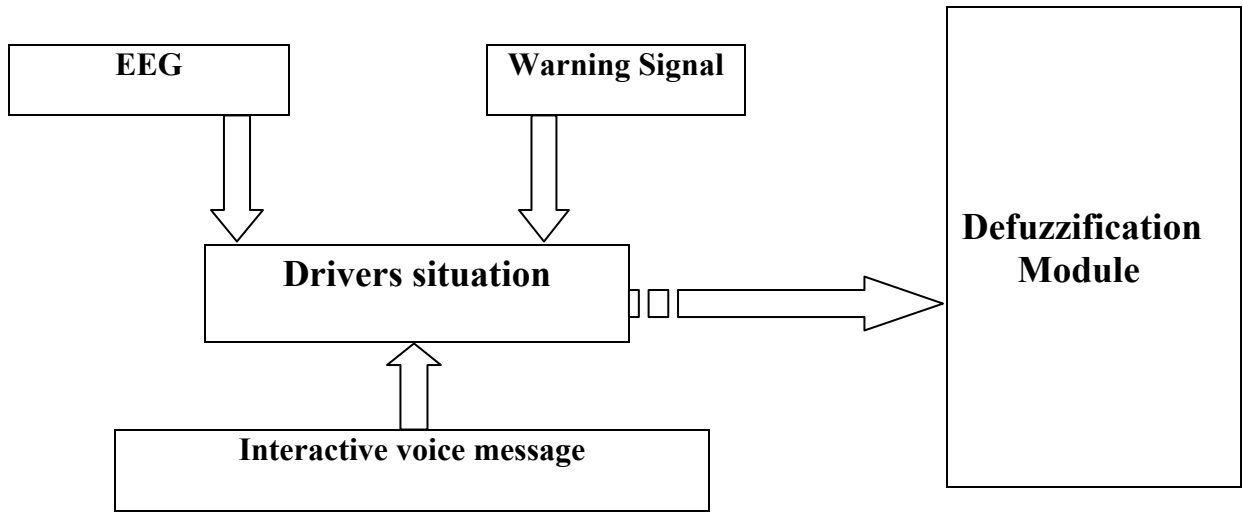 EEG
Warning Signal
Drivers situation
Defuzzification
Module
Interactive voice message